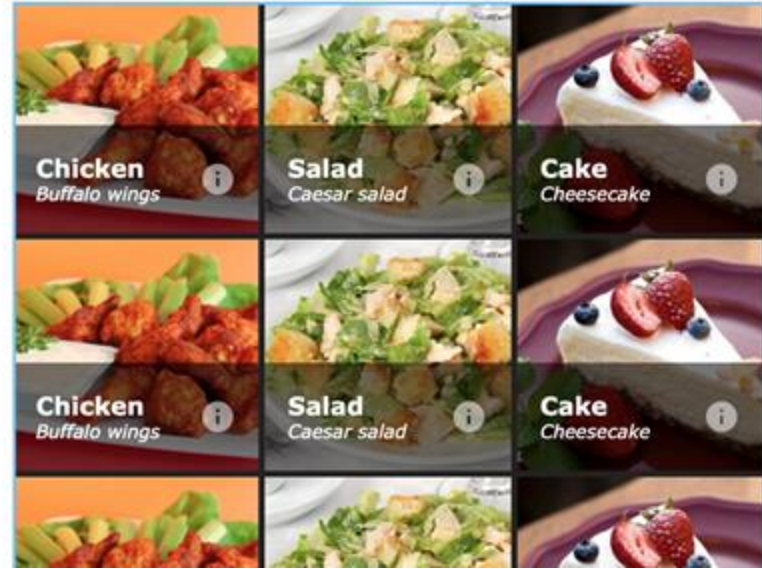 Chicken
Buffalo wings
i
Salad
Caesar salad
i
Cake
Cheesecake
i
Chicken
Buffalo wings
i
Salad
Caesar salad
i
Cake
Cheesecake
i